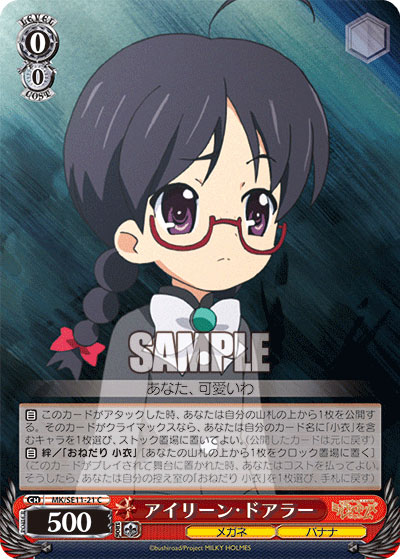 LEVEL
0
0
COST
SAMPLE
あなた、可愛いわ
自 このカードがアタックした時、あなたは自分の山札の上から1枚を公開する。そのカードがクライマックスなら、あなたは自分のカード名に「小衣」を含むキャラを1枚選び、ストック置場に置いてよい。(公開したカードは元に戻す)
自 絆／「おねだり 小衣」 [あなたの山札の上から1枚をクロック置場に置く]
(このカードがプレイされて舞台に置かれた時、あなたはコストを払ってよい。そうしたら、あなたは自分の控え室の「おねだり 小衣」を1枚選び、手札に戻す)
CH MK/SE11-21 C
500
アイリーン・ドアラー
メガネ
バナナ
©bushiroad/Project MILKY HOLMES